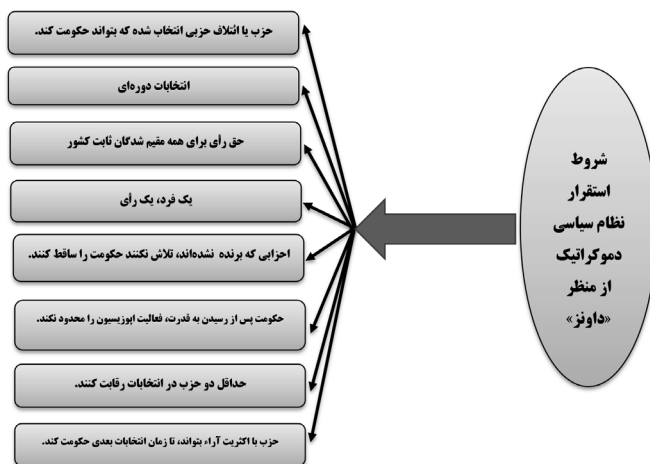 شروط
استقرار
نظام سیاسی
دموکراتیک
از منظر
«داونز»
حزب یا ائلاف حزبی انتخاب شده که بتواند حکومت کند.
انتخابات دوره‌ای
حق رأی برای همه مقیم شدگان ثابت کشور
یک فرد، یک رأی
احزابی که برنده نشده‌اند، تلاش نکنند حکومت را ساقط کنند.
حکومت پس از رسیدن به قدرت، فعالیت اپوزیسیون را محدود نکند.
حداقل دو حزب در انتخابات رقابت کنند.
حزب با اکثریت آراء بتواند، تا زمان انتخابات بعدی حکومت کند.